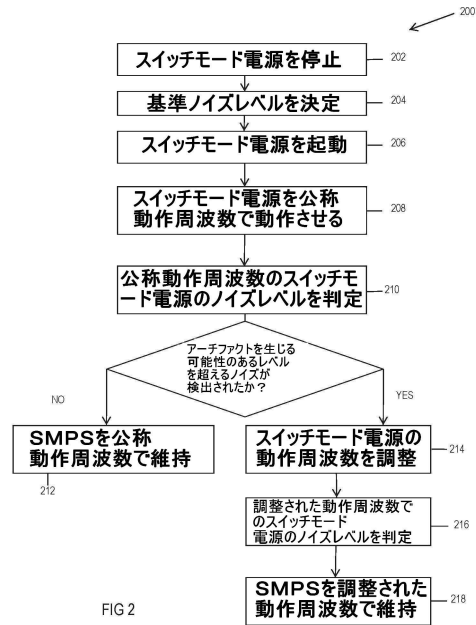 200
スイッチモード電源を停止
202
基準ノイズレベルを決定
204
スイッチモード電源を起動
206
スイッチモード電源を公称
動作周波数で動作させる
208
公称動作周波数のスイッチモ
ード電源のノイズレベルを判定
210
アーチファクトを生じる
可能性のあるレベル
を超えるノイズが
検出されたか？
NO
YES
SMPSを公称
動作周波数で維持
212
スイッチモード電源の
動作周波数を調整
214
調整された動作周波数で
のスイッチモード
電源のノイズレベルを判定
216
SMPSを調整された
動作周波数で維持
218
FIG 2